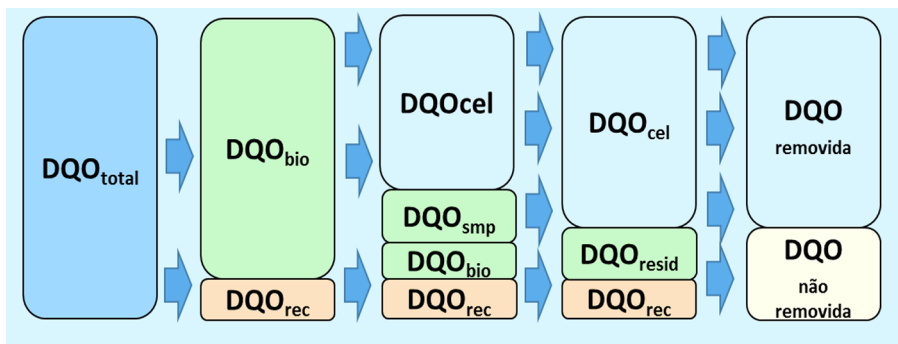 DQOtotal
DQObio
DQOrec
DQOcel
DQOsmp
DQObio
DQOrec
DQOcel
DQOresid
DQOrec
DQO
removida
DQO
não
removida